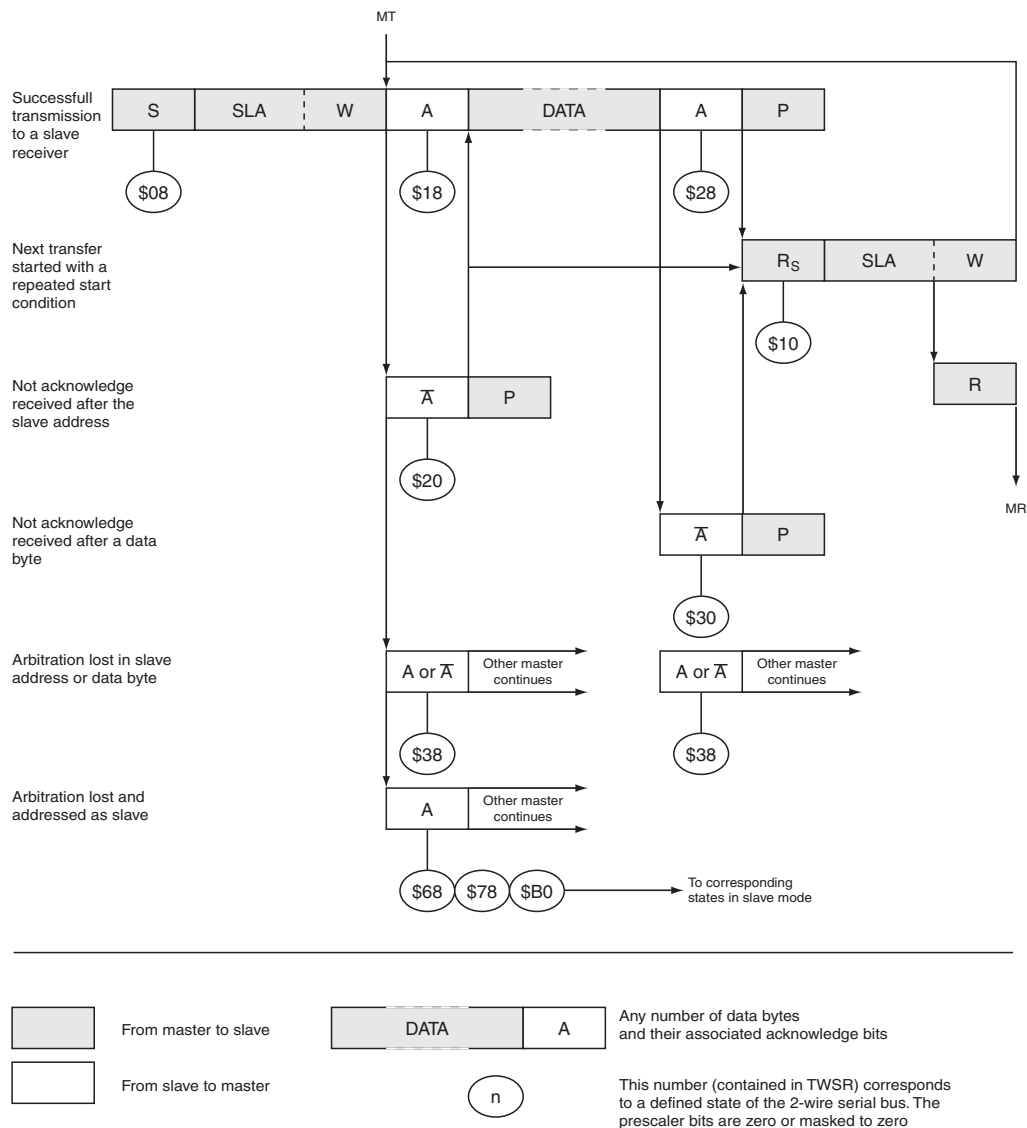 MT
Successfull
transmission
to a slave
receiver
S SLA W A DATA A P
$08 $18 $28
Next transfer
started with a
repeated start
condition
RS SLA W
$10
Not acknowledge
received after the
slave address
A̅ P
R
$20
MR
Not acknowledge
received after a data
byte
A̅ P
$30
Arbitration lost in slave
address or data byte
A or A̅ Other master
continues
A or A̅ Other master
continues
$38 $38
Arbitration lost and
addressed as slave
A Other master
continues
$68 $78 $B0 To corresponding
states in slave mode
From master to slave
DATA A Any number of data bytes
and their associated acknowledge bits
From slave to master
n This number (contained in TWSR) corresponds
to a defined state of the 2-wire serial bus. The
prescaler bits are zero or masked to zero